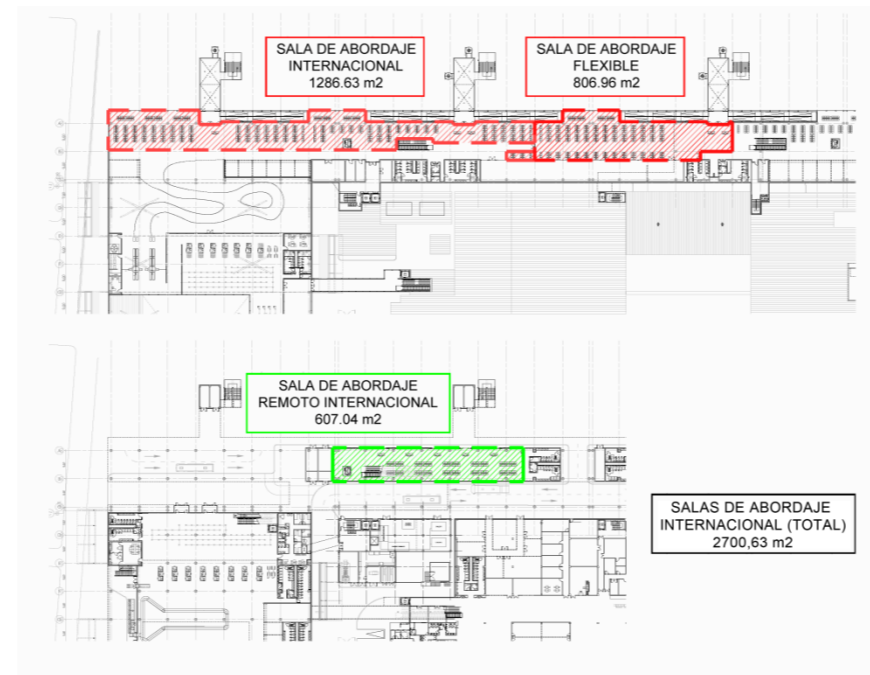 SALA DE ABORDAJE
INTERNACIONAL
1286.63 m2
SALA DE ABORDAJE
FLEXIBLE
806.96 m2
SALA DE ABORDAJE
REMOTO INTERNACIONAL
607.04 m2
SALAS DE ABORDAJE
INTERNACIONAL (TOTAL)
2700,63 m2